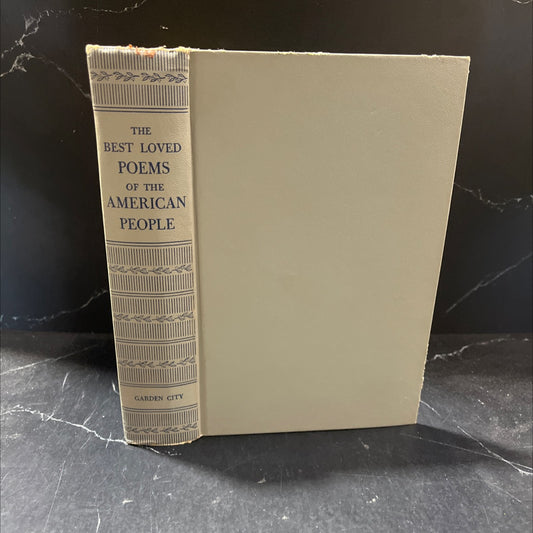 THE
BEST LOVED
POEMS
OF THE
AMERICAN
PEOPLE
GARDEN CITY